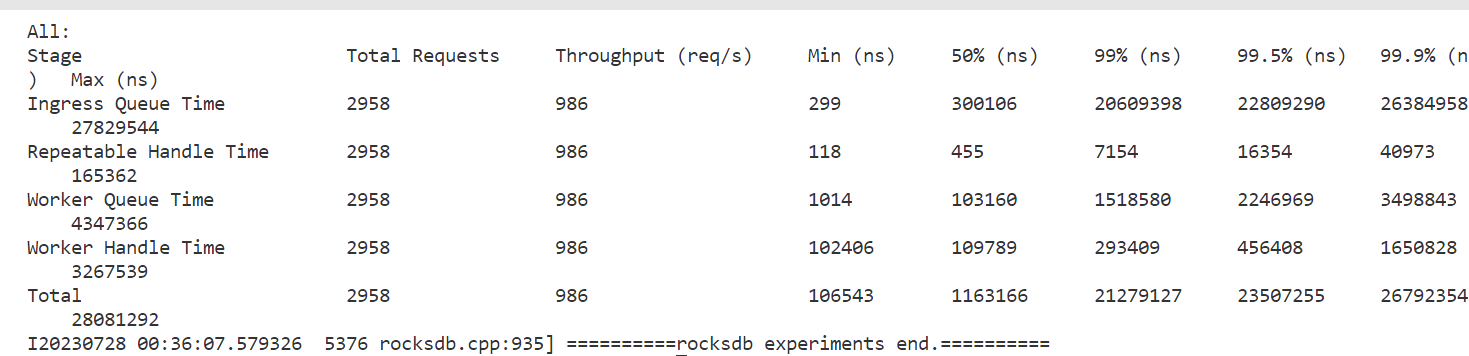 All:
Stage Total Requests Throughput (req/s) Min (ns) 50% (ns) 99% (ns) 99.5% (ns) 99.9% (n
) Max (ns)
Ingress Queue Time 2958 986 299 300106 20609398 22809290 26384958
27829544
Repeatable Handle Time 2958 986 118 455 7154 16354 40973
165362
Worker Queue Time 2958 986 1014 103160 1518580 2246969 3498843
4347366
Worker Handle Time 2958 986 102406 109789 293409 456408 1650828
3267539
Total 2958 986 106543 1163166 21279127 23507255 26792354
28081292
I20230728 00:36:07.579326 5376 rocksdb.cpp:935] ==========rocksdb experiments end.==========